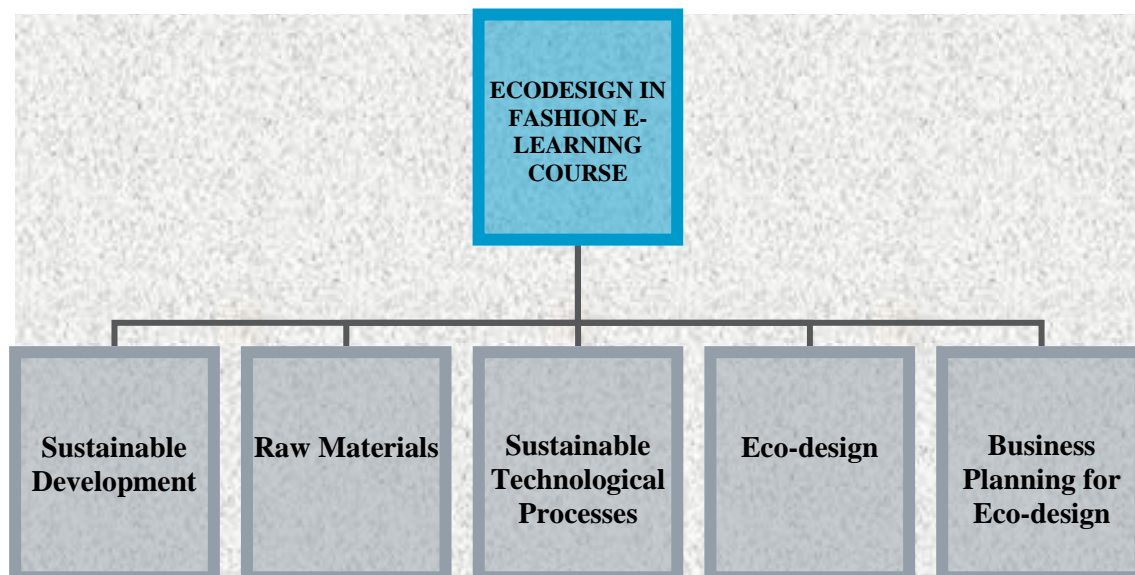 ECODESIGN IN
FASHION E-
LEARNING
COURSE
Sustainable
Development
Raw Materials
Sustainable
Technological
Processes
Eco-design
Business
Planning for
Eco-design